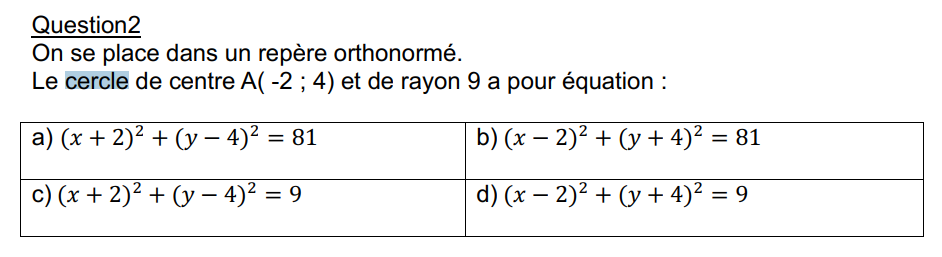 Question2
On se place dans un repère orthonormé.
Le cercle de centre A( -2 ; 4) et de rayon 9 a pour équation :
a) (x + 2)² + (y − 4)² = 81
b) (x − 2)² + (y + 4)² = 81
c) (x + 2)² + (y − 4)² = 9
d) (x − 2)² + (y + 4)² = 9